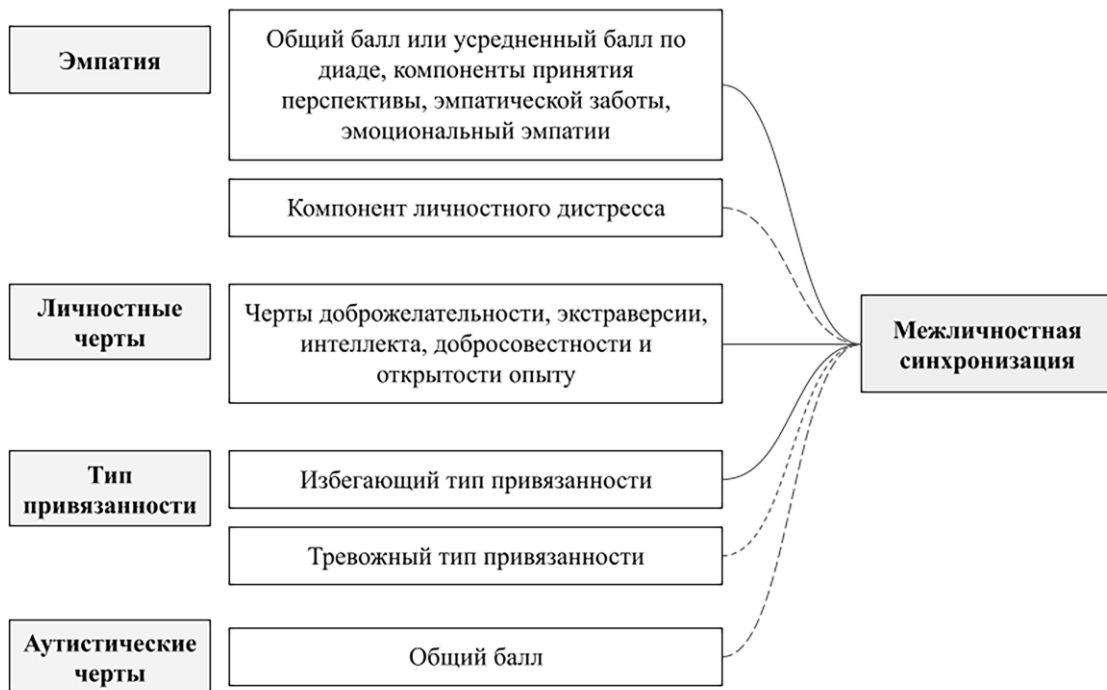 Эмпатия
Общий балл или усредненный балл по
диаде, компоненты принятия
перспективы, эмпатической заботы,
эмоциональный эмпатии
Компонент личностного дистресса
Личностные
черты
Черты доброжелательности, экстраверсии,
интеллекта, добросовестности и
открытости опыту
Межличностная
синхронизация
Тип
привязанности
Избегающий тип привязанности
Тревожный тип привязанности
Аутистические
черты
Общий балл